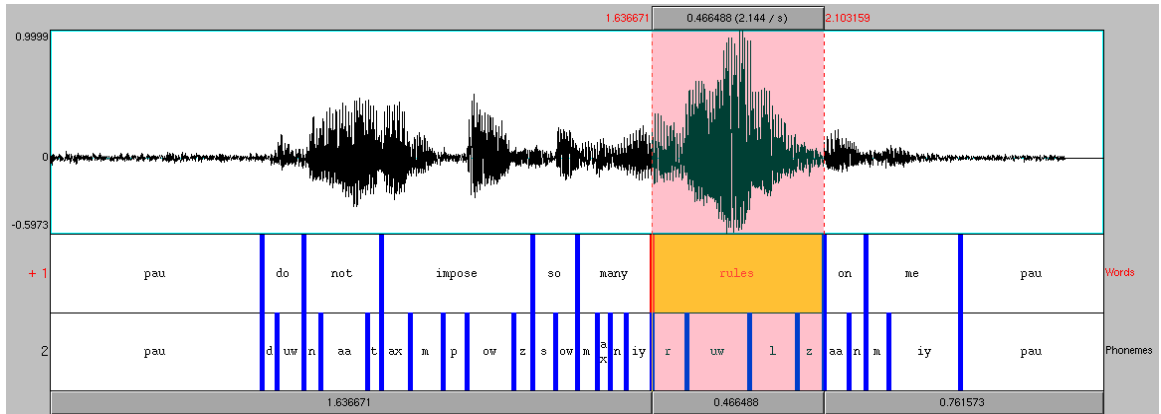 1.636671 0.466488 (2.144 / s) 2.103159
0.9999
0
-0.5973
+ 1 pau do not impose so many rules on me pau Words
2 pau d uw n aa t ax m p ow z s ow m ax n iy r uw l z aa n m iy pau Phonemes
1.636671 0.466488 0.761573